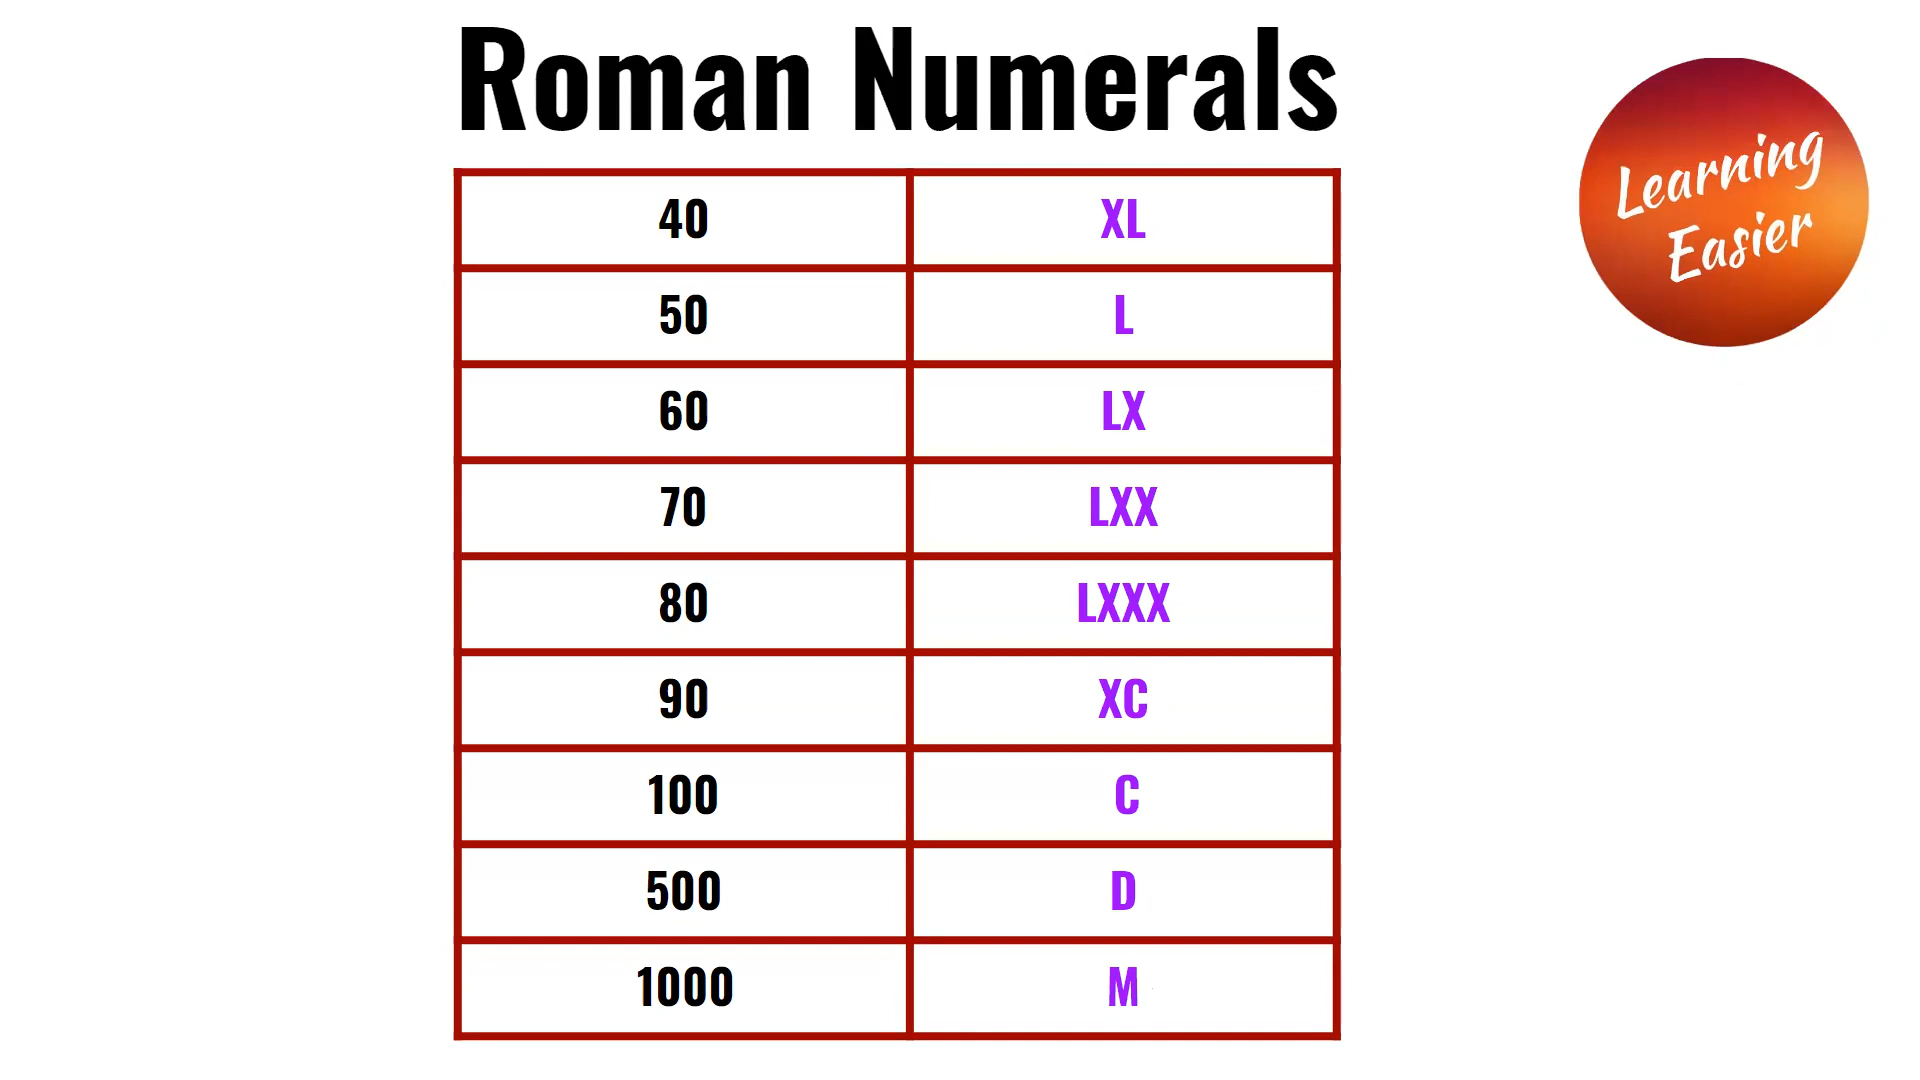 Roman Numerals
Learning
Easier
40 XL
50 L
60 LX
70 LXX
80 LXXX
90 XC
100 C
500 D
1000 M